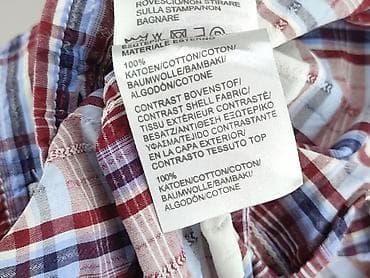 ROVESCIO/NON STIRARE
SULLA STAMPA/NON
BAGNARE
MATERIALE ESTERNO
100%
KATOEN/COTTON/COTON/
BAUMWOLLE/BAMBAKI/
ALGODÓN/COTONE
CONTRAST BOVENSTOF/
CONTRAST SHELL FABRIC/
TISSU EXTÉRIEUR CONTRASTÉ/
BESATZ/ΑΝΤΙΘΕΣΗ ΕΞΩΤΕΡΙΚΟ
ΥΦΑΣΜΑ/TEJIDO CONTRASTANTE
EN LA CAPA EXTERIOR/
CONTRASTO TESSUTO TOP
100%
KATOEN/COTTON/COTON/
BAUMWOLLE/BAMBAKI/
ALGODÓN/COTONE